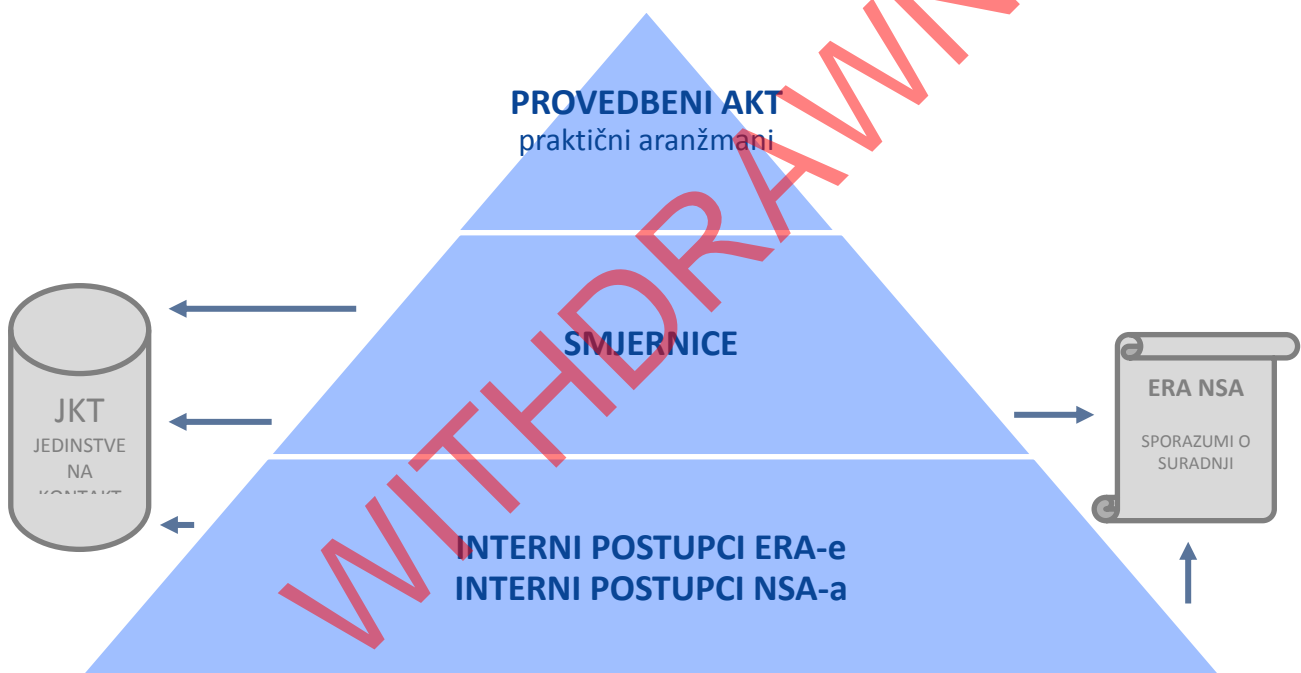 PROVEDBENI AKT
praktični aranžmani
SMJERNICE
JKT
JEDINSTVE
NA
KONTAKT
ERA NSA
SPORAZUMI O
SURADNJI
INTERNI POSTUPCI ERA-e
INTERNI POSTUPCI NSA-a
WITHDRAWN